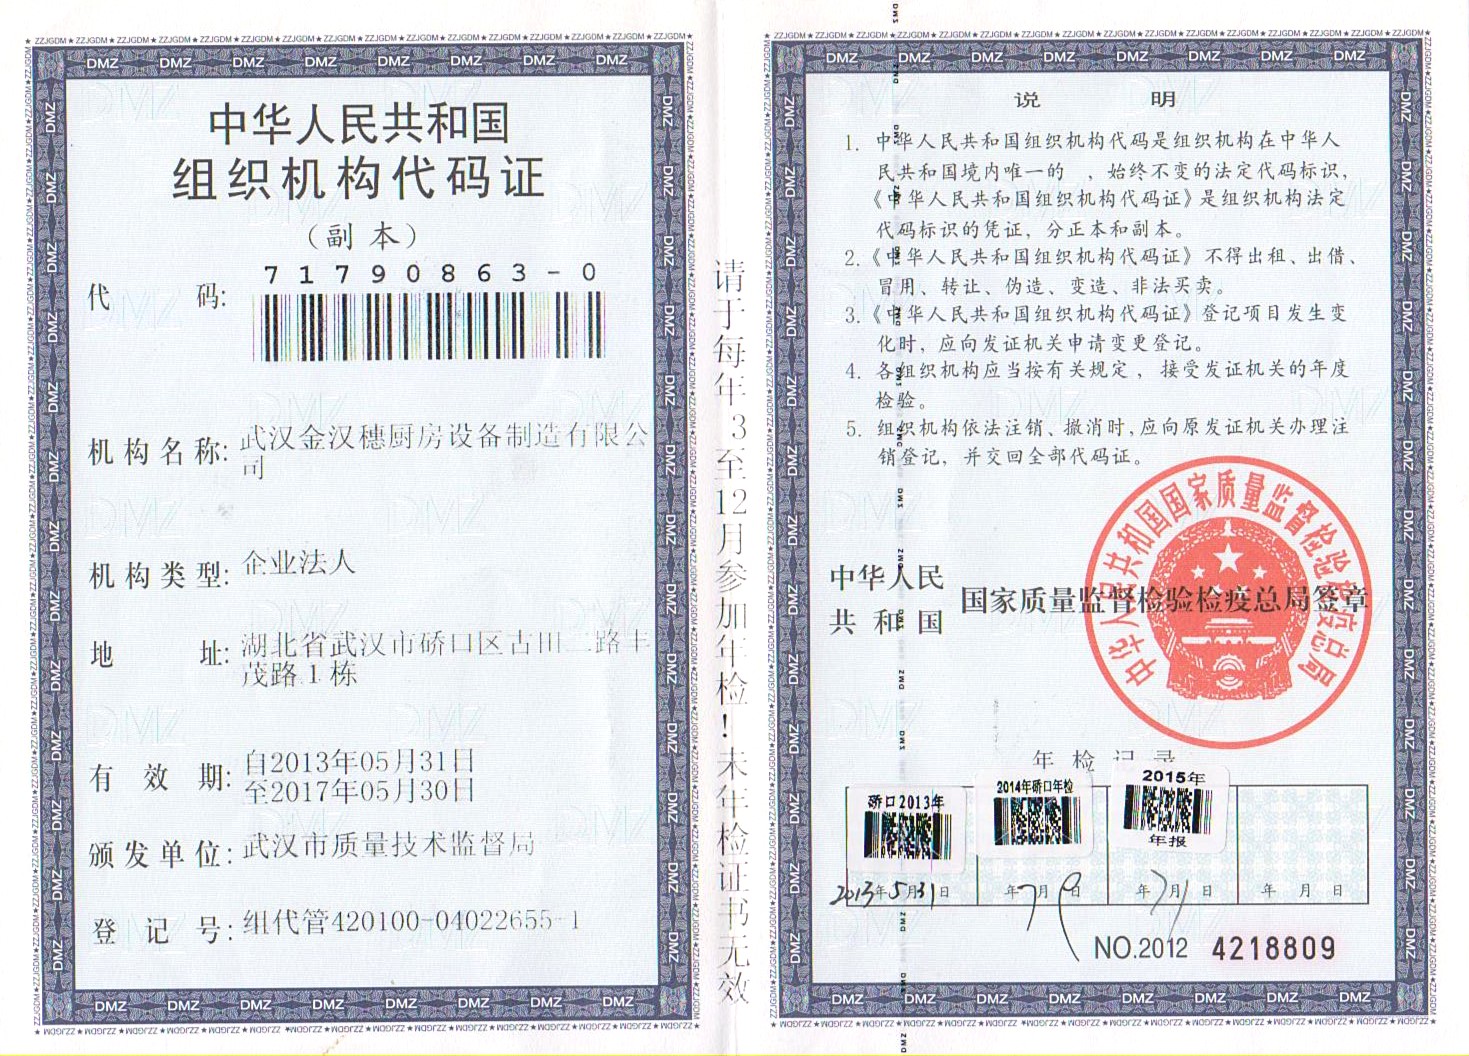 中华人民共和国
组织机构代码证
（副本）
代码：
71790863-0
机构名称：武汉金汉穗厨房设备制造有限公
司
机构类型：企业法人
地址：湖北省武汉市硚口区古田二路丰
茂路1栋
有效期：自2013年05月31日
至2017年05月30日
颁发单位：武汉市质量技术监督局
登记号：组代管420100-04022655-1
请于每年3至12月参加年检！未年检证书无效
说明
1. 中华人民共和国组织机构代码是组织机构在中华人
民共和国境内唯一的 ，始终不变的法定代码标识，
《中华人民共和国组织机构代码证》是组织机构法定
代码标识的凭证，分正本和副本。
2.《中华人民共和国组织机构代码证》不得出租、出借、
冒用、转让、伪造、变造、非法买卖。
3.《中华人民共和国组织机构代码证》登记项目发生变
化时，应向发证机关申请变更登记。
4. 各组织机构应当按有关规定，接受发证机关的年度
检验。
5. 组织机构依法注销、撤消时，应向原发证机关办理注
销登记，并交回全部代码证。
中华人民
共和国
国家质量监督检验检疫总局签章
中华人民共和国国家质量监督检验检疫总局
年检记录
硚口2013年
2014年硚口年检
2015年
年报
2013年5月31日
年7月9日
年7月1日
年 月 日
NO.2012 4218809